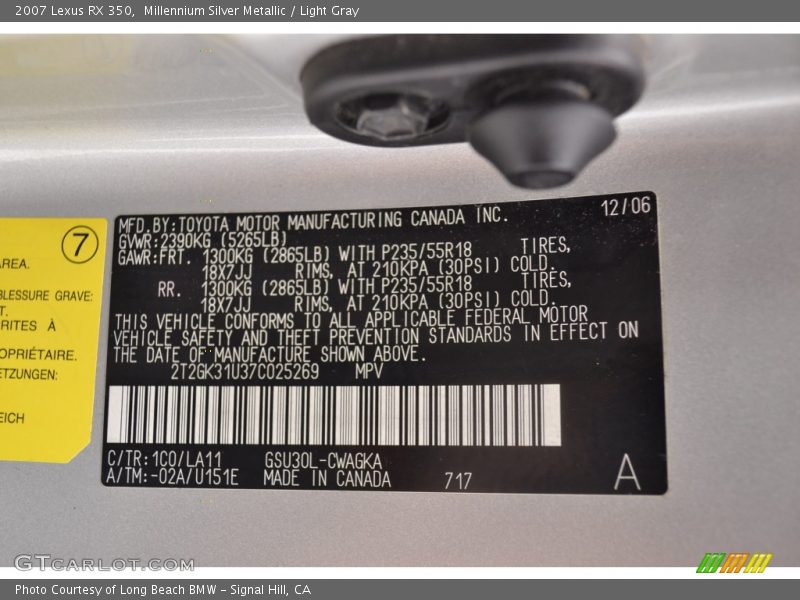 2007 Lexus RX 350,  Millennium Silver Metallic / Light Gray
7
AREA.
BLESSURE GRAVE:
RITES À
OPRIÉTAIRE.
ETZUNGEN:
EICH
MFD.BY:TOYOTA MOTOR MANUFACTURING CANADA INC. 12/06
GVWR:2390KG (5265LB)
GAWR:FRT. 1300KG (2865LB) WITH P235/55R18 TIRES,
18X7JJ RIMS, AT 210KPA (30PSI) COLD.
RR. 1300KG (2865LB) WITH P235/55R18 TIRES,
18X7JJ RIMS, AT 210KPA (30PSI) COLD.
THIS VEHICLE CONFORMS TO ALL APPLICABLE FEDERAL MOTOR
VEHICLE SAFETY AND THEFT PREVENTION STANDARDS IN EFFECT ON
THE DATE OF MANUFACTURE SHOWN ABOVE.
2T2GK31U37C025269 MPV
C/TR:1C0/LA11 GSU30L-CWAGKA
A/TM:-02A/U151E MADE IN CANADA 717 A
GTCARLOT.COM
Photo Courtesy of Long Beach BMW - Signal Hill, CA